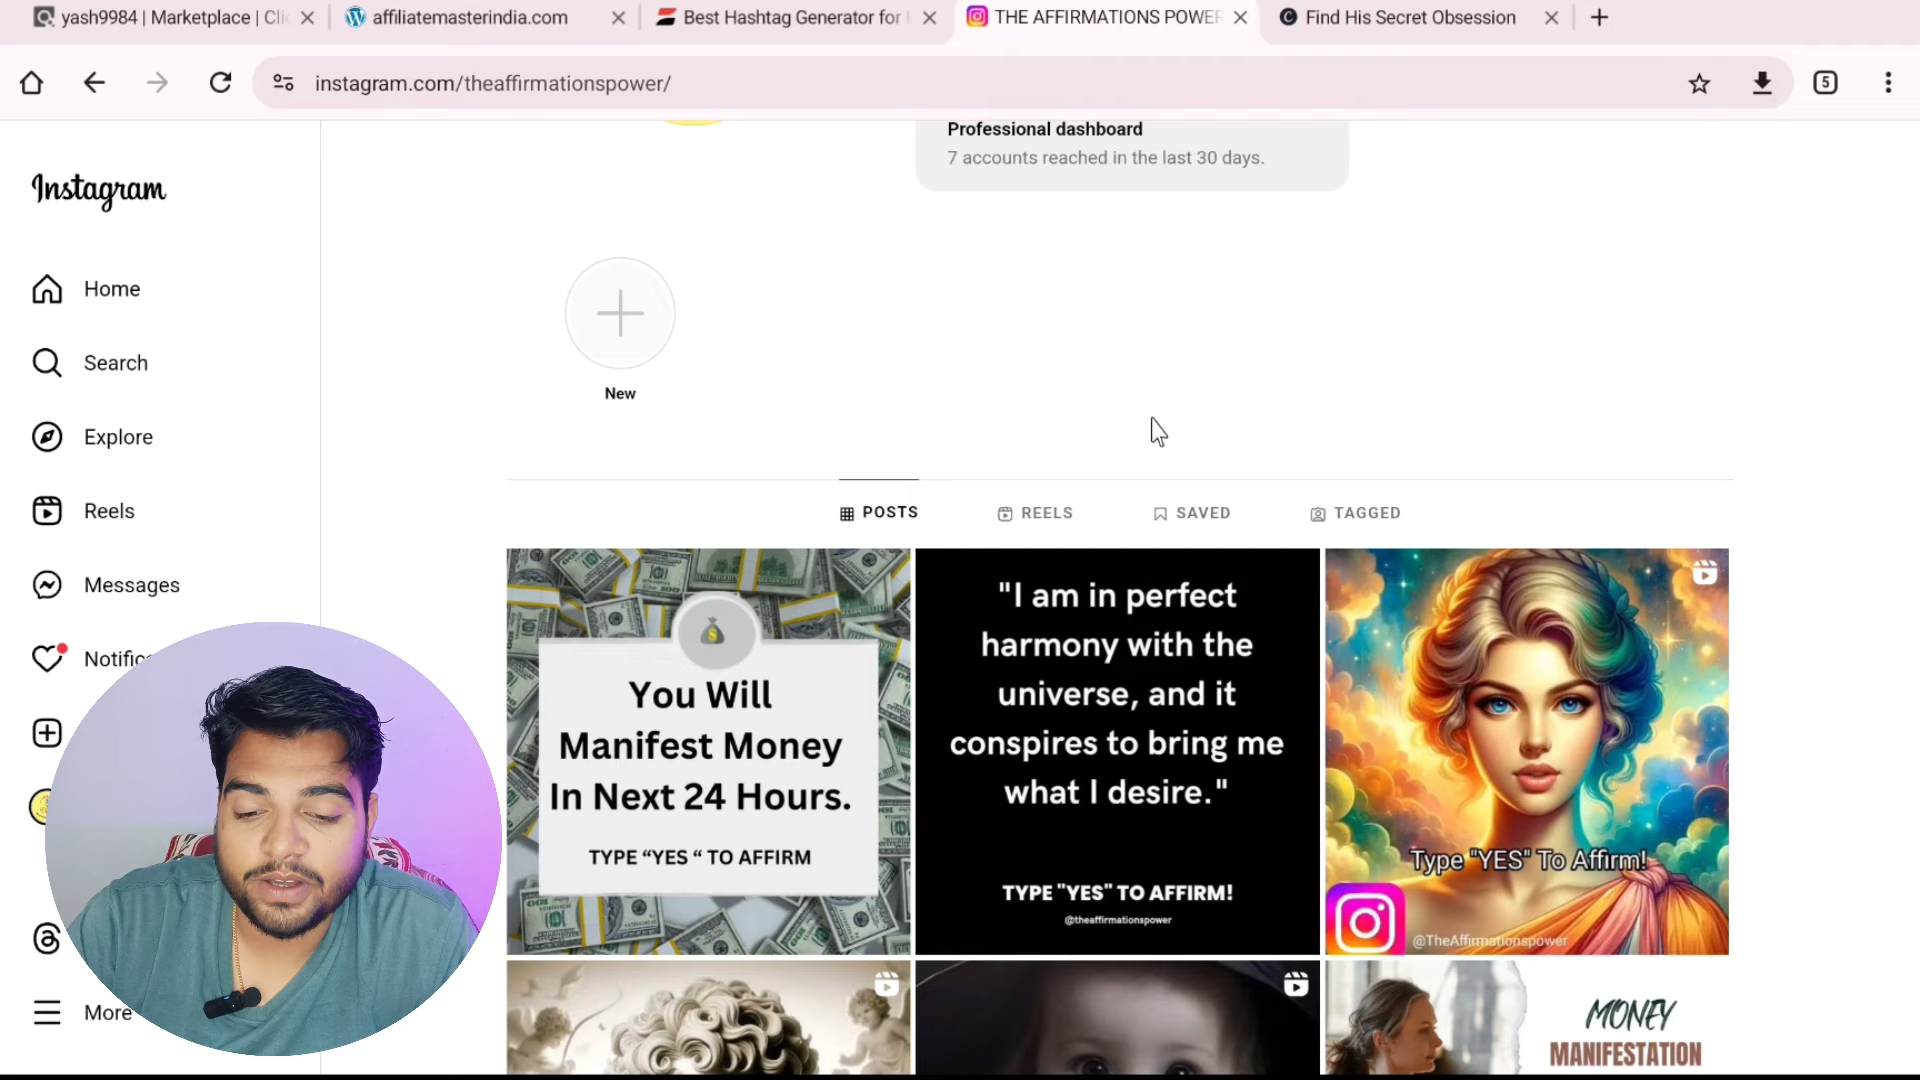 yash9984 | Marketplace | Cli
affiliatemasterindia.com
Best Hashtag Generator for
THE AFFIRMATIONS POWER
Find His Secret Obsession
instagram.com/theaffirmationspower/
5
Professional dashboard
7 accounts reached in the last 30 days.
Instagram
Home
Search
Explore
Reels
Messages
Notific
More
New
POSTS
REELS
SAVED
TAGGED
You Will
Manifest Money
In Next 24 Hours.
TYPE “YES “ TO AFFIRM
"I am in perfect
harmony with the
universe, and it
conspires to bring me
what I desire."
TYPE "YES" TO AFFIRM!
@theaffirmationspower
Type "YES" To Affirm!
@TheAffirmationspower
MONEY
MANIFESTATION